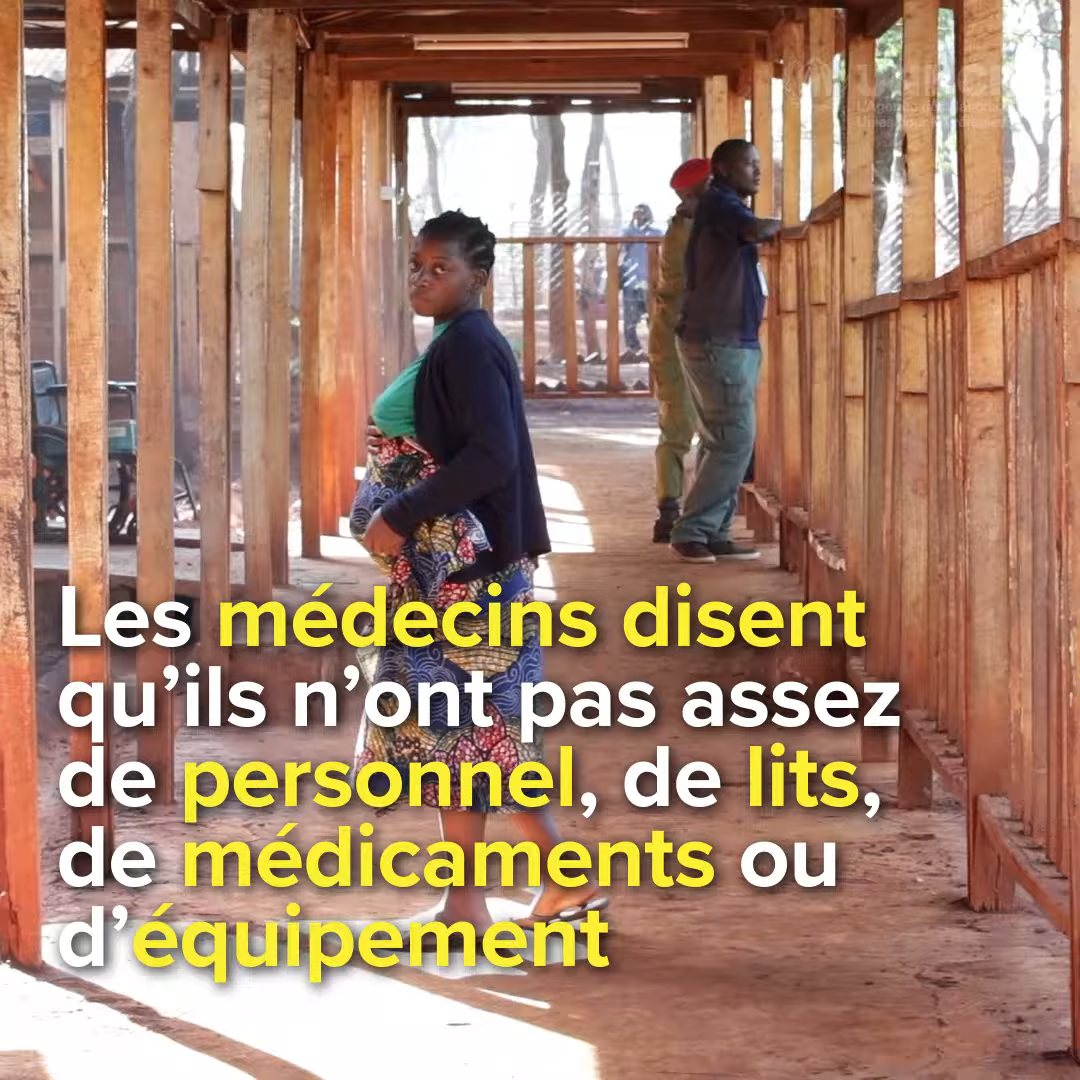 Les médecins disent
qu’ils n’ont pas assez
de personnel, de lits,
de médicaments ou
d’équipement